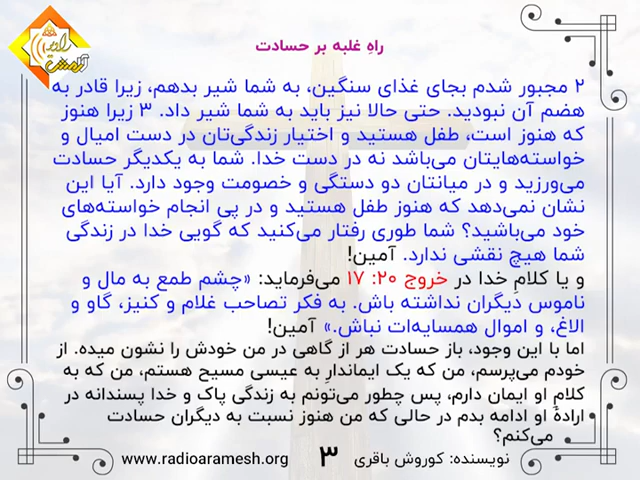 راهِ غلبه بر حسادت
راديو
آرامش
۲ مجبور شدم بجای غذای سنگین، به شما شیر بدهم، زیرا قادر به
هضم آن نبودید. حتی حالا نیز باید به شما شیر داد. ۳ زیرا هنوز
که هنوز است، طفل هستید و اختیار زندگی‌تان در دست امیال و
خواسته‌هایتان می‌باشد نه در دست خدا. شما به یکدیگر حسادت
می‌ورزید و در میانتان دو دستگی و خصومت وجود دارد. آیا این
نشان نمی‌دهد که هنوز طفل هستید و در پی انجام خواسته‌های
خود می‌باشید؟ شما طوری رفتار می‌کنید که گویی خدا در زندگی
شما هیچ نقشی ندارد. آمین!
و یا کلامِ خدا در خروج ۲۰: ۱۷ می‌فرماید: «چشم طمع به مال و
ناموس دیگران نداشته باش. به فکر تصاحب غلام و کنیز، گاو و
الاغ، و اموال همسایه‌ات نباش.» آمین!
اما با این وجود، باز حسادت هر از گاهی در من خودش را نشون میده. از
خودم می‌پرسم، من که یک ایماندارِ به عیسی مسیح هستم، من که به
کلامِ او ایمان دارم، پس چطور می‌تونم به زندگی پاک و خدا پسندانه در
ارادهٔ او ادامه بدم در حالی که من هنوز نسبت به دیگران حسادت
می‌کنم؟
نویسنده: کوروش باقری
۳
www.radioaramesh.org